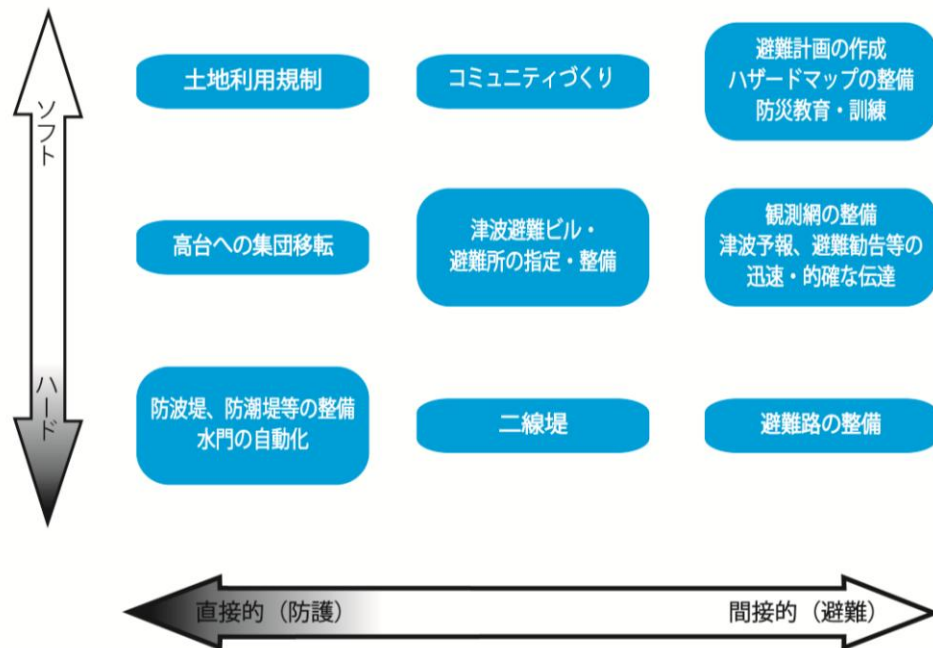 ソフト
土地利用規制
コミュニティづくり
避難計画の作成
ハザードマップの整備
防災教育・訓練
高台への集団移転
津波避難ビル・
避難所の指定・整備
観測網の整備
津波予報、避難勧告等の
迅速・的確な伝達
ハード
防波堤、防潮堤等の整備
水門の自動化
二線堤
避難路の整備
直接的（防護）
間接的（避難）